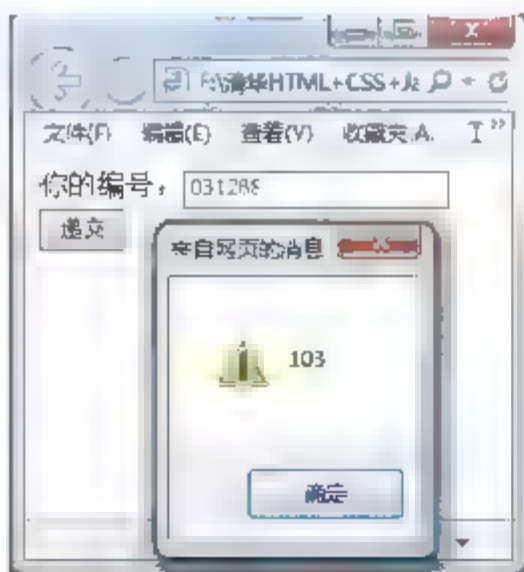 清华HTML+CSS+J
文件(F) 编辑(E) 查看(V) 收藏夹(A) T»
你的编号: 031288
递交
来自网页的消息
103
确定